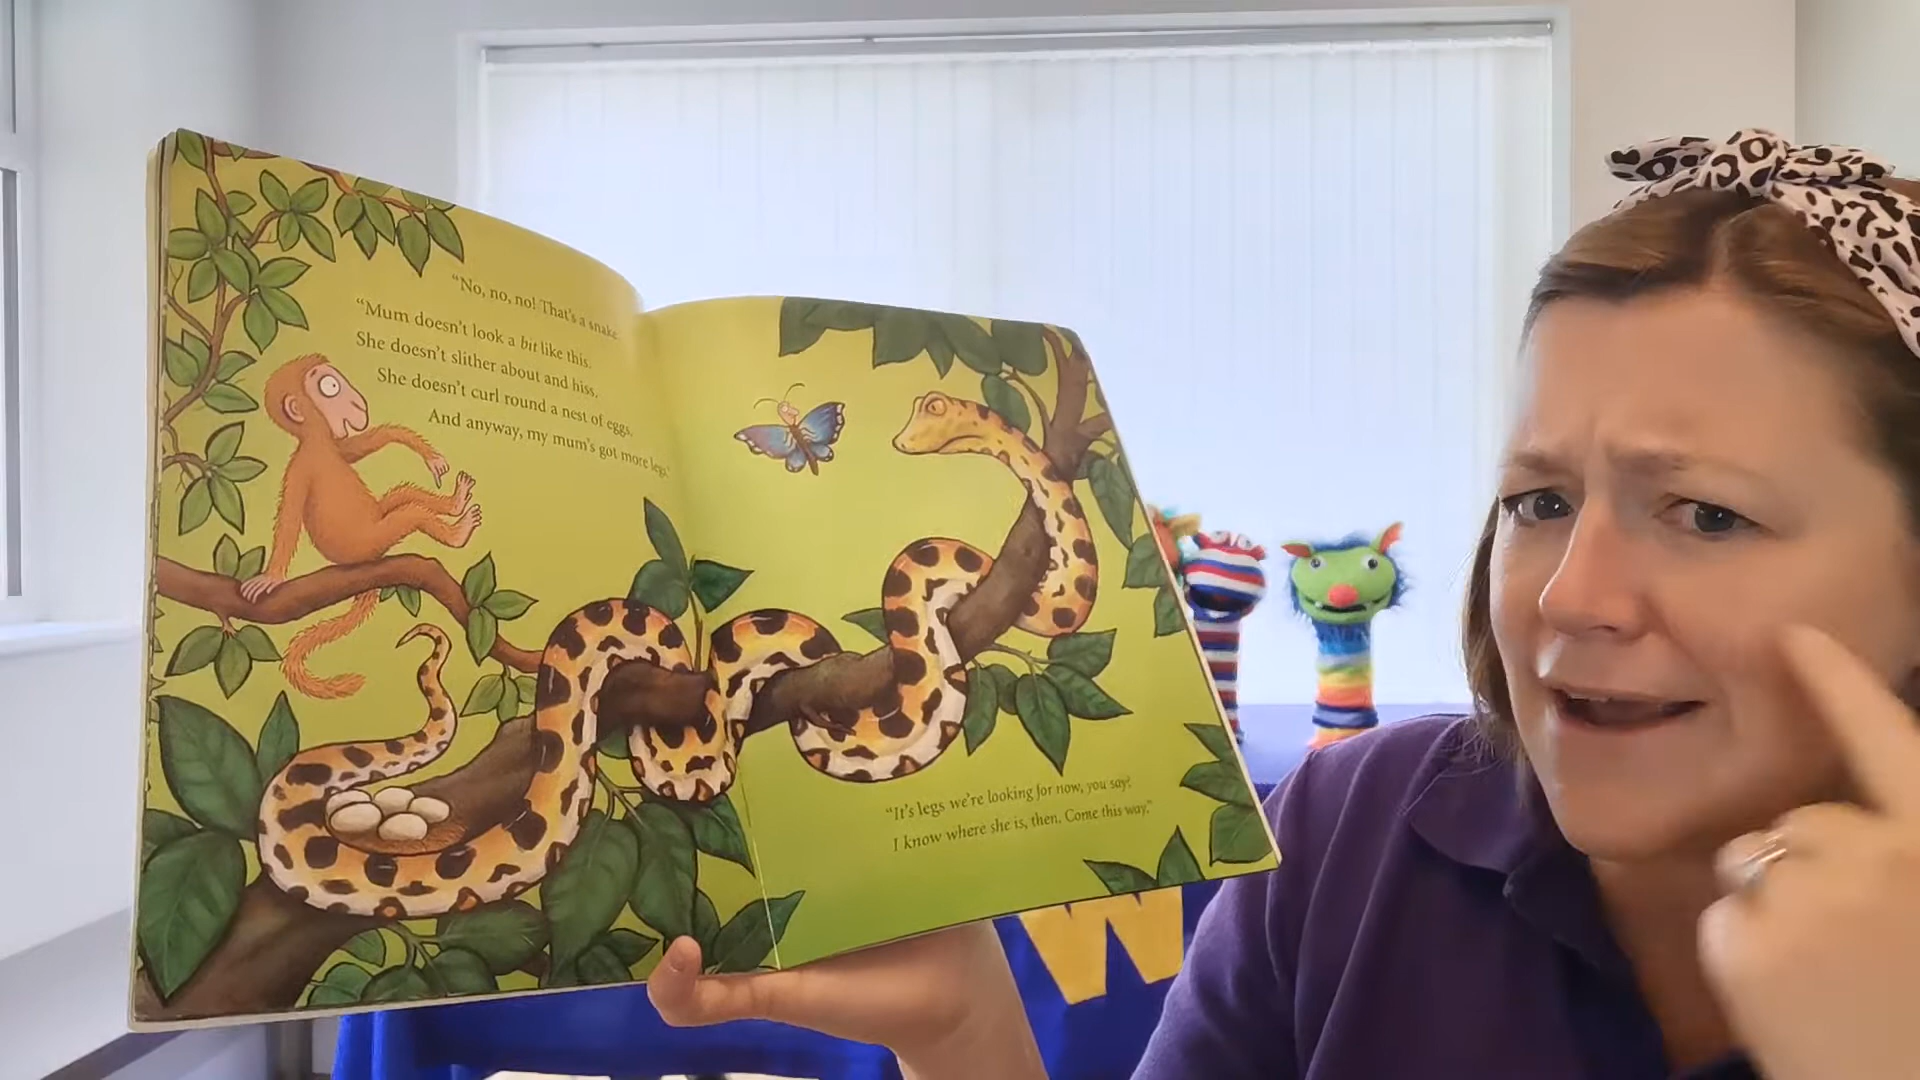 "No, no, no! That's a snake.
"Mum doesn't look a bit like this.
She doesn't slither about and hiss.
She doesn't curl round a nest of eggs.
And anyway, my mum's got more legs."
"It's legs we're looking for now, you say?
I know where she is, then. Come this way."
W